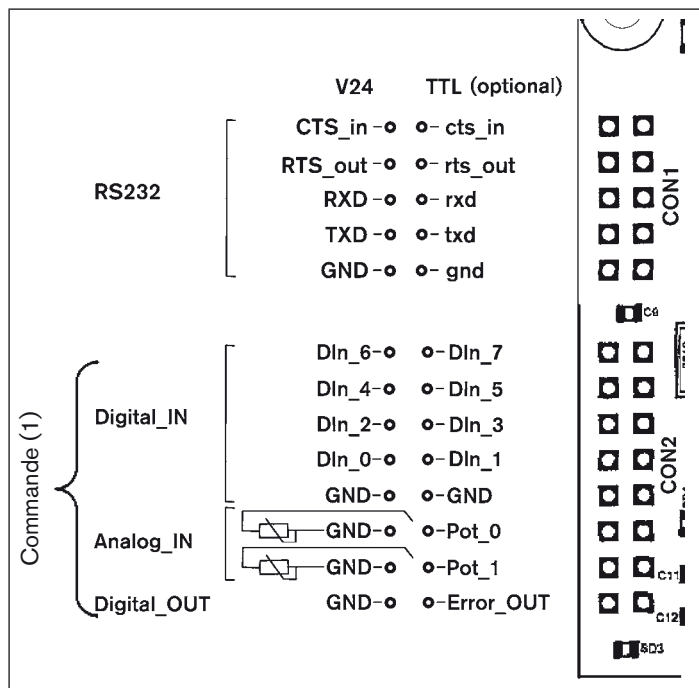 V24 TTL (optional)
CTS_in cts_in
RTS_out rts_out
RS232 RXD rxd
TXD txd
GND gnd
CON1
C9
DIn_6 DIn_7
DIn_4 DIn_5
Digital_IN DIn_2 DIn_3
DIn_0 DIn_1
GND GND
CON2
Commande (1)
Analog_IN GND Pot_0
GND Pot_1
C11
Digital_OUT GND Error_OUT
C12
SD3